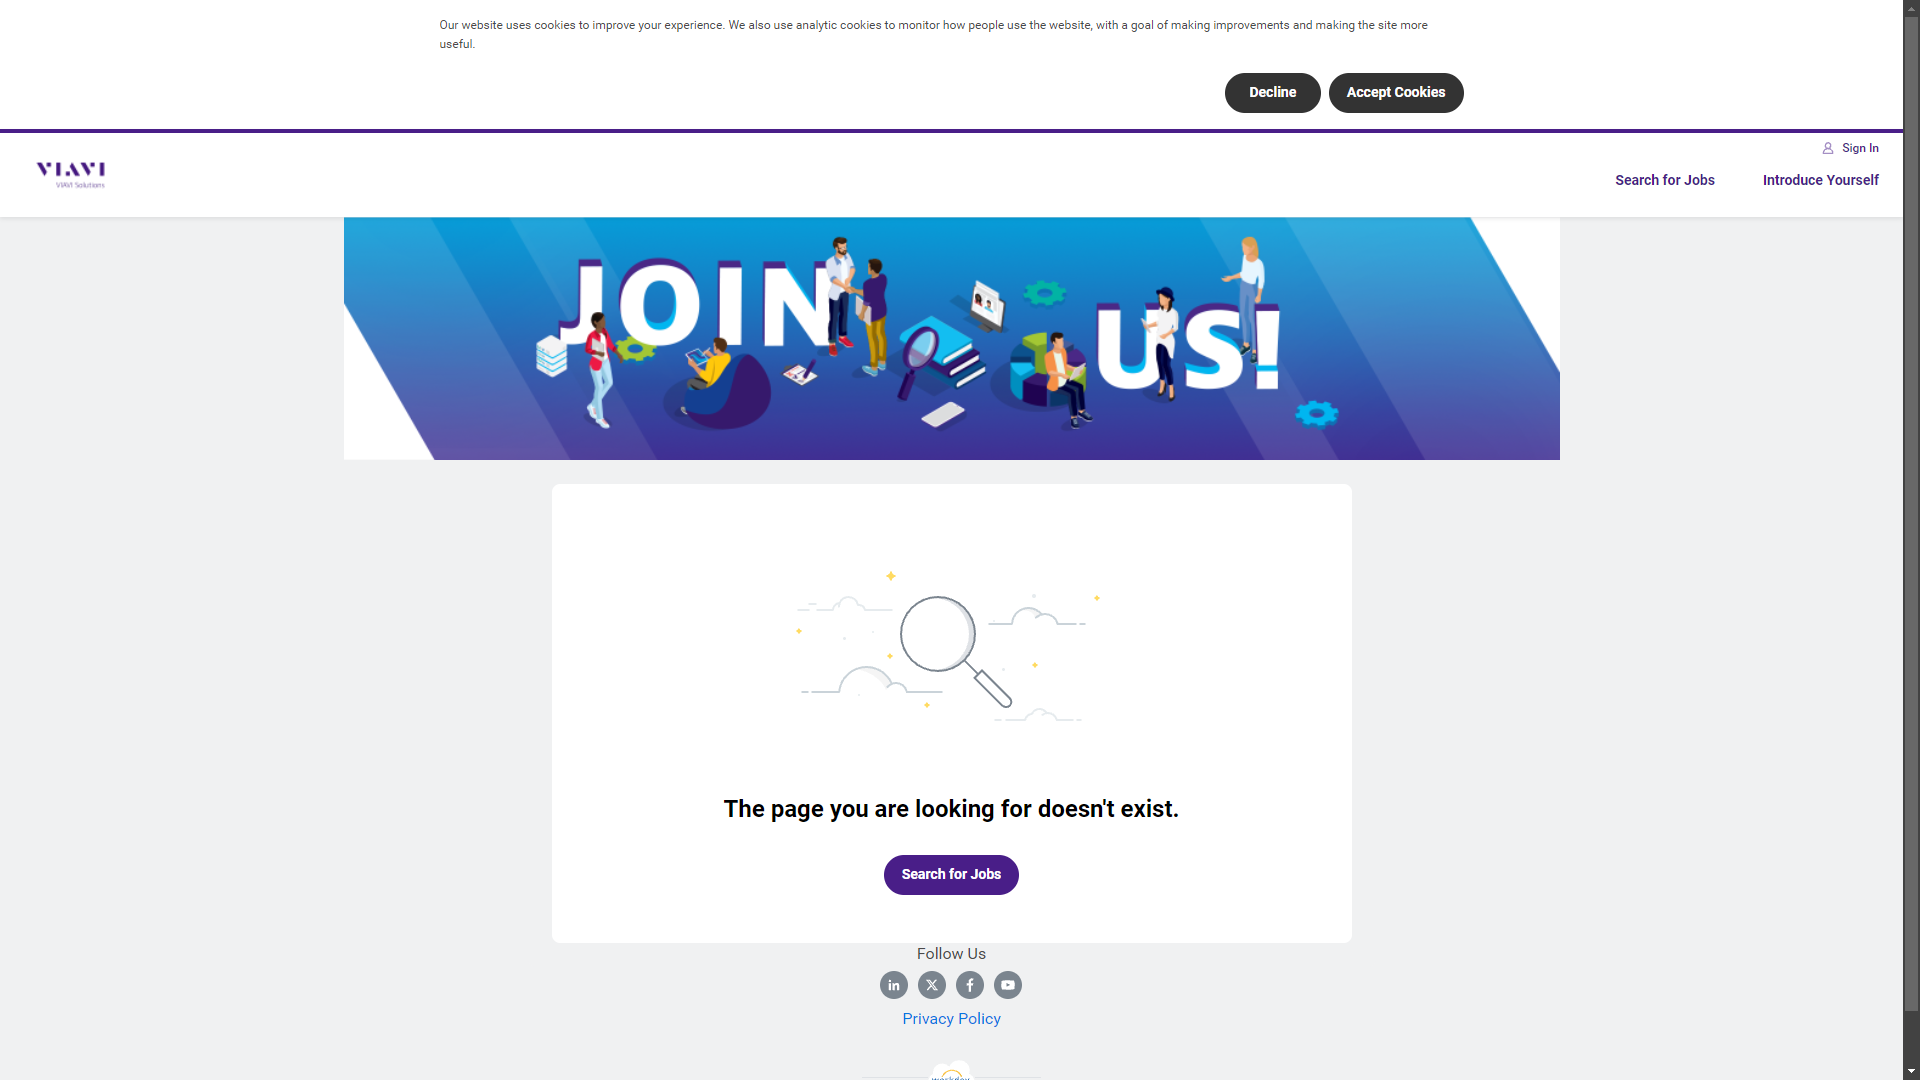 Our website uses cookies to improve your experience. We also use analytic cookies to monitor how people use the website, with a goal of making improvements and making the site more
useful.
Decline
Accept Cookies
Sign In
VIAVI
VIAVI Solutions
Search for Jobs
Introduce Yourself
JOIN US!
The page you are looking for doesn't exist.
Search for Jobs
Follow Us
Privacy Policy